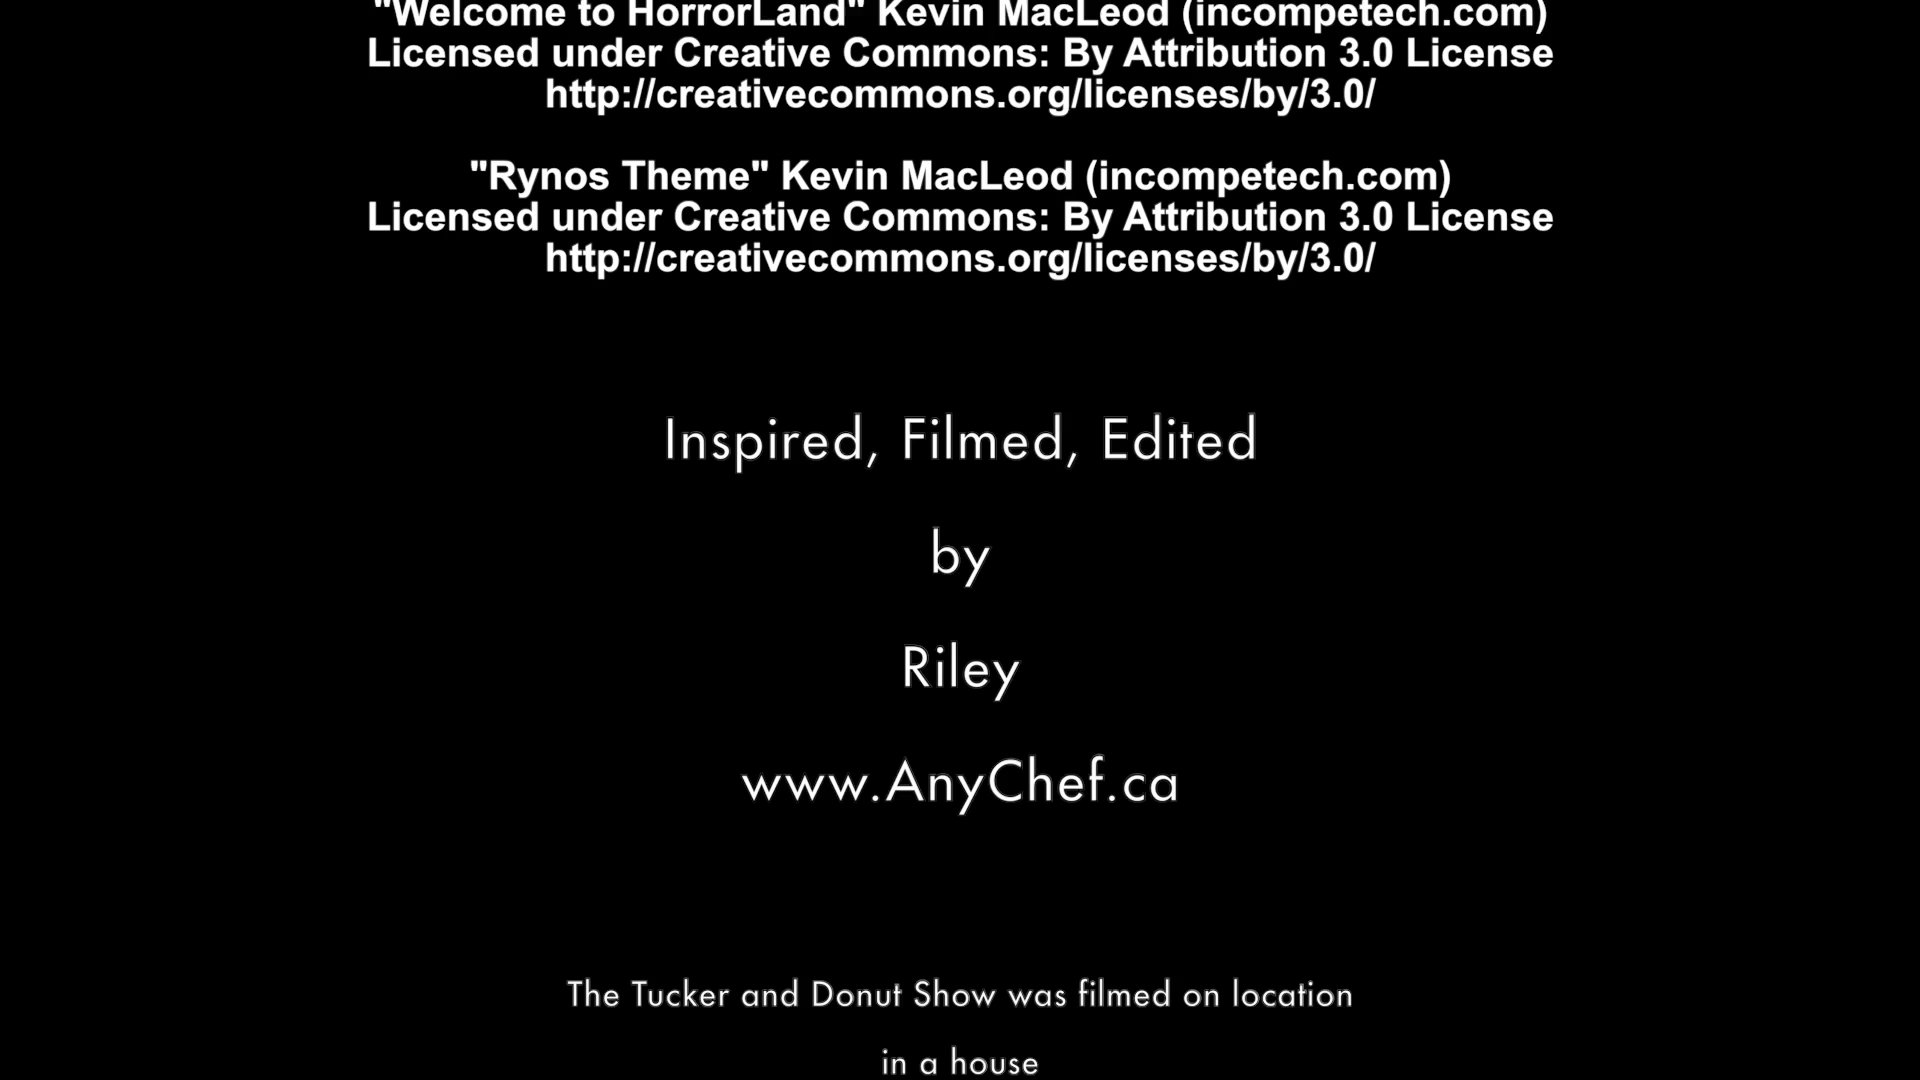 "Welcome to HorrorLand" Kevin MacLeod (incompetech.com)
Licensed under Creative Commons: By Attribution 3.0 License
http://creativecommons.org/licenses/by/3.0/
"Rynos Theme" Kevin MacLeod (incompetech.com)
Licensed under Creative Commons: By Attribution 3.0 License
http://creativecommons.org/licenses/by/3.0/
Inspired, Filmed, Edited
by
Riley
www.AnyChef.ca
The Tucker and Donut Show was filmed on location
in a house